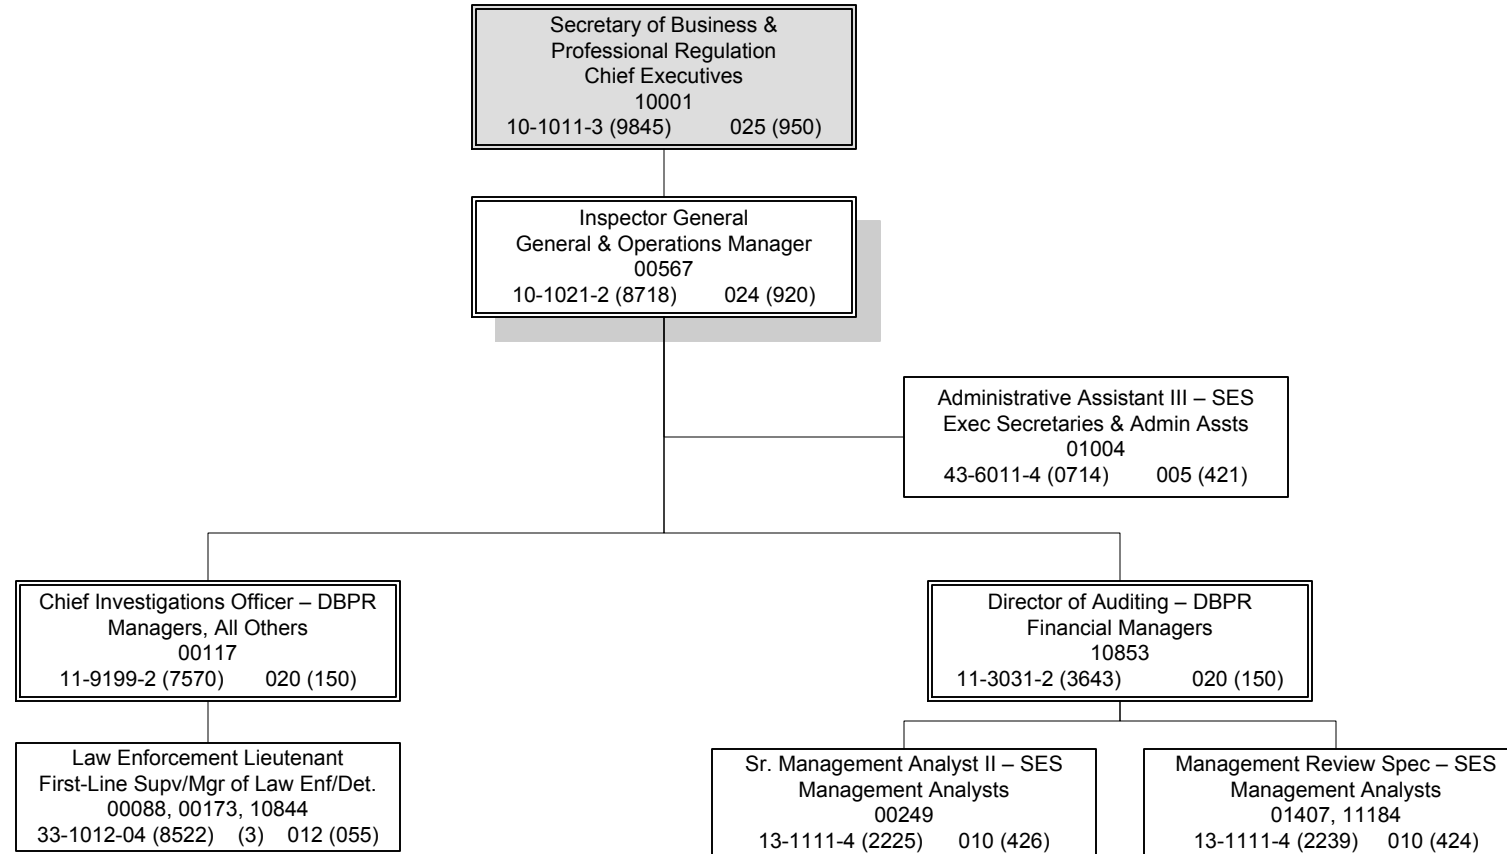 Secretary of Business &
Professional Regulation
Chief Executives
10001
10-1011-3 (9845) 025 (950)
Inspector General
General & Operations Manager
00567
10-1021-2 (8718) 024 (920)
Administrative Assistant III – SES
Exec Secretaries & Admin Assts
01004
43-6011-4 (0714) 005 (421)
Chief Investigations Officer – DBPR
Managers, All Others
00117
11-9199-2 (7570) 020 (150)
Director of Auditing – DBPR
Financial Managers
10853
11-3031-2 (3643) 020 (150)
Law Enforcement Lieutenant
First-Line Supv/Mgr of Law Enf/Det.
00088, 00173, 10844
33-1012-04 (8522) (3) 012 (055)
Sr. Management Analyst II – SES
Management Analysts
00249
13-1111-4 (2225) 010 (426)
Management Review Spec – SES
Management Analysts
01407, 11184
13-1111-4 (2239) 010 (424)